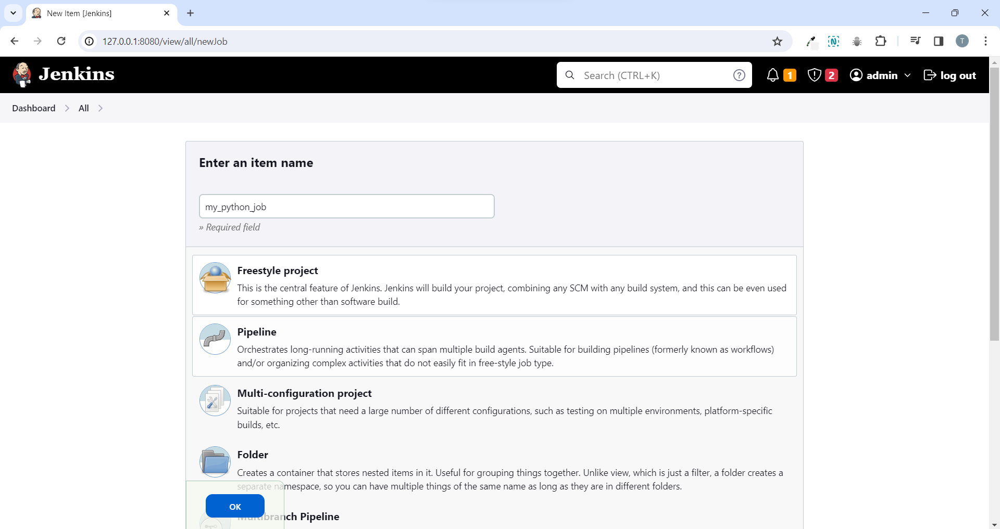 New Item [Jenkins]
127.0.0.1:8080/view/all/newJob
T
Jenkins
Search (CTRL+K)
1
2
admin
log out
Dashboard
All
Enter an item name
my_python_job
» Required field
Freestyle project
This is the central feature of Jenkins. Jenkins will build your project, combining any SCM with any build system, and this can be even used
for something other than software build.
Pipeline
Orchestrates long-running activities that can span multiple build agents. Suitable for building pipelines (formerly known as workflows)
and/or organizing complex activities that do not easily fit in free-style job type.
Multi-configuration project
Suitable for projects that need a large number of different configurations, such as testing on multiple environments, platform-specific
builds, etc.
Folder
Creates a container that stores nested items in it. Useful for grouping things together. Unlike view, which is just a filter, a folder creates a
separate namespace, so you can have multiple things of the same name as long as they are in different folders.
OK
Multibranch Pipeline